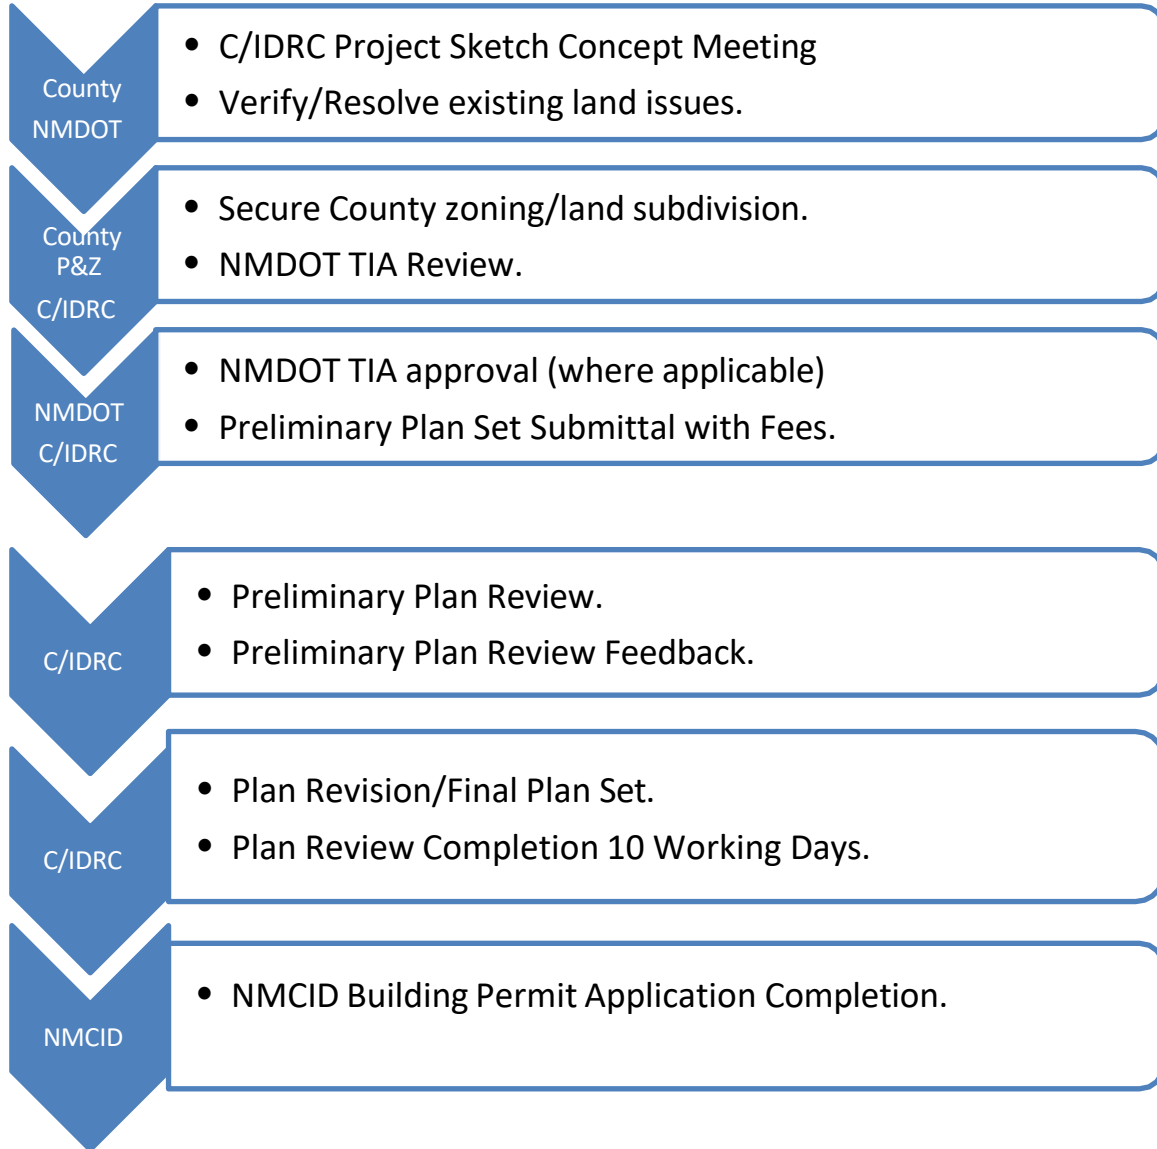 County
NMDOT
• C/IDRC Project Sketch Concept Meeting
• Verify/Resolve existing land issues.
County
P&Z
C/IDRC
• Secure County zoning/land subdivision.
• NMDOT TIA Review.
NMDOT
C/IDRC
• NMDOT TIA approval (where applicable)
• Preliminary Plan Set Submittal with Fees.
C/IDRC
• Preliminary Plan Review.
• Preliminary Plan Review Feedback.
C/IDRC
• Plan Revision/Final Plan Set.
• Plan Review Completion 10 Working Days.
NMCID
• NMCID Building Permit Application Completion.